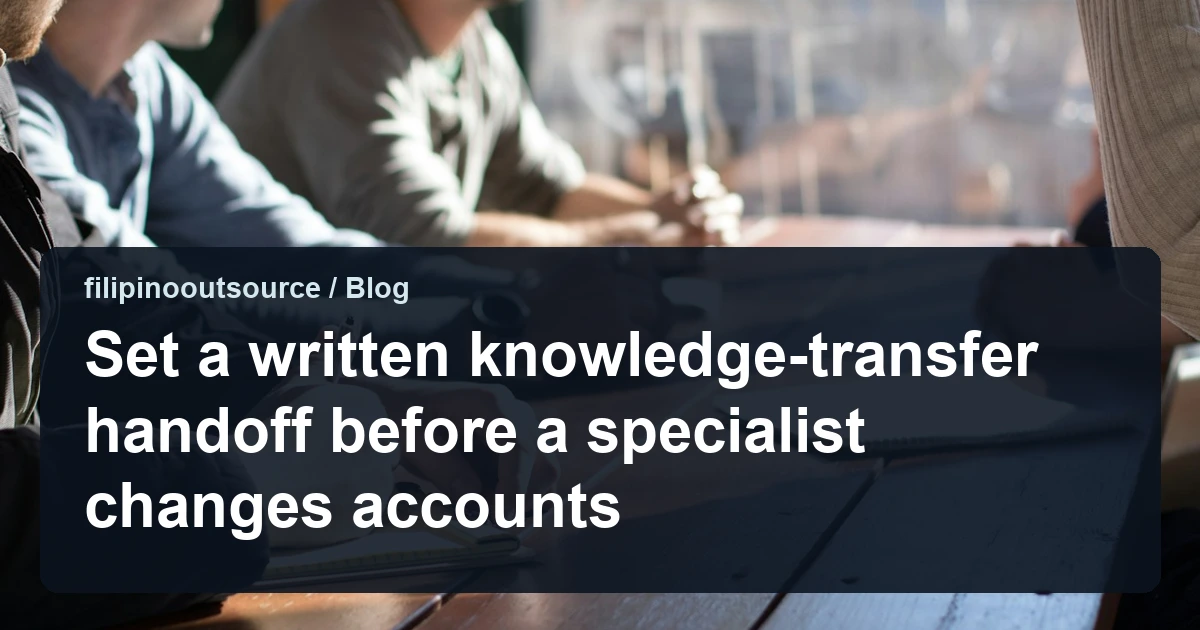 filipinooutsource / Blog
Set a written knowledge-transfer
handoff before a specialist
changes accounts